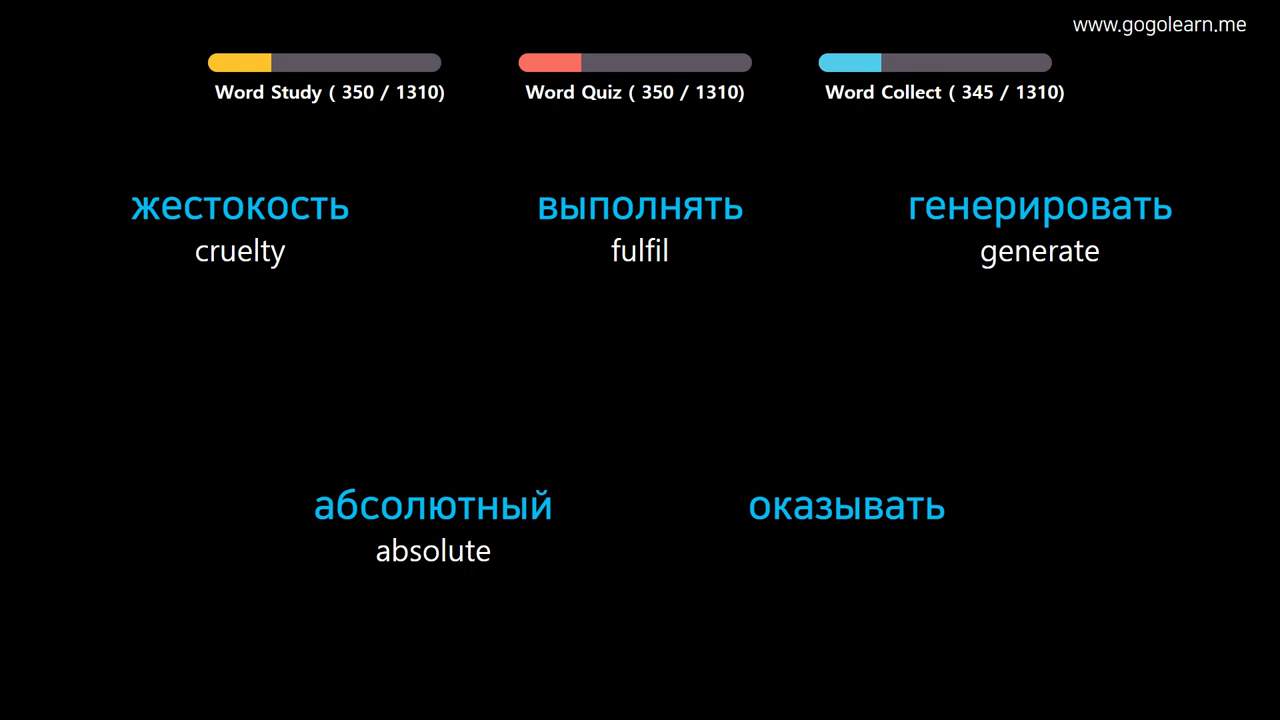 www.gogolearn.me
Word Study ( 350 / 1310)
Word Quiz ( 350 / 1310)
Word Collect ( 345 / 1310)
жестокость
cruelty
выполнять
fulfil
генерировать
generate
абсолютный
absolute
оказывать